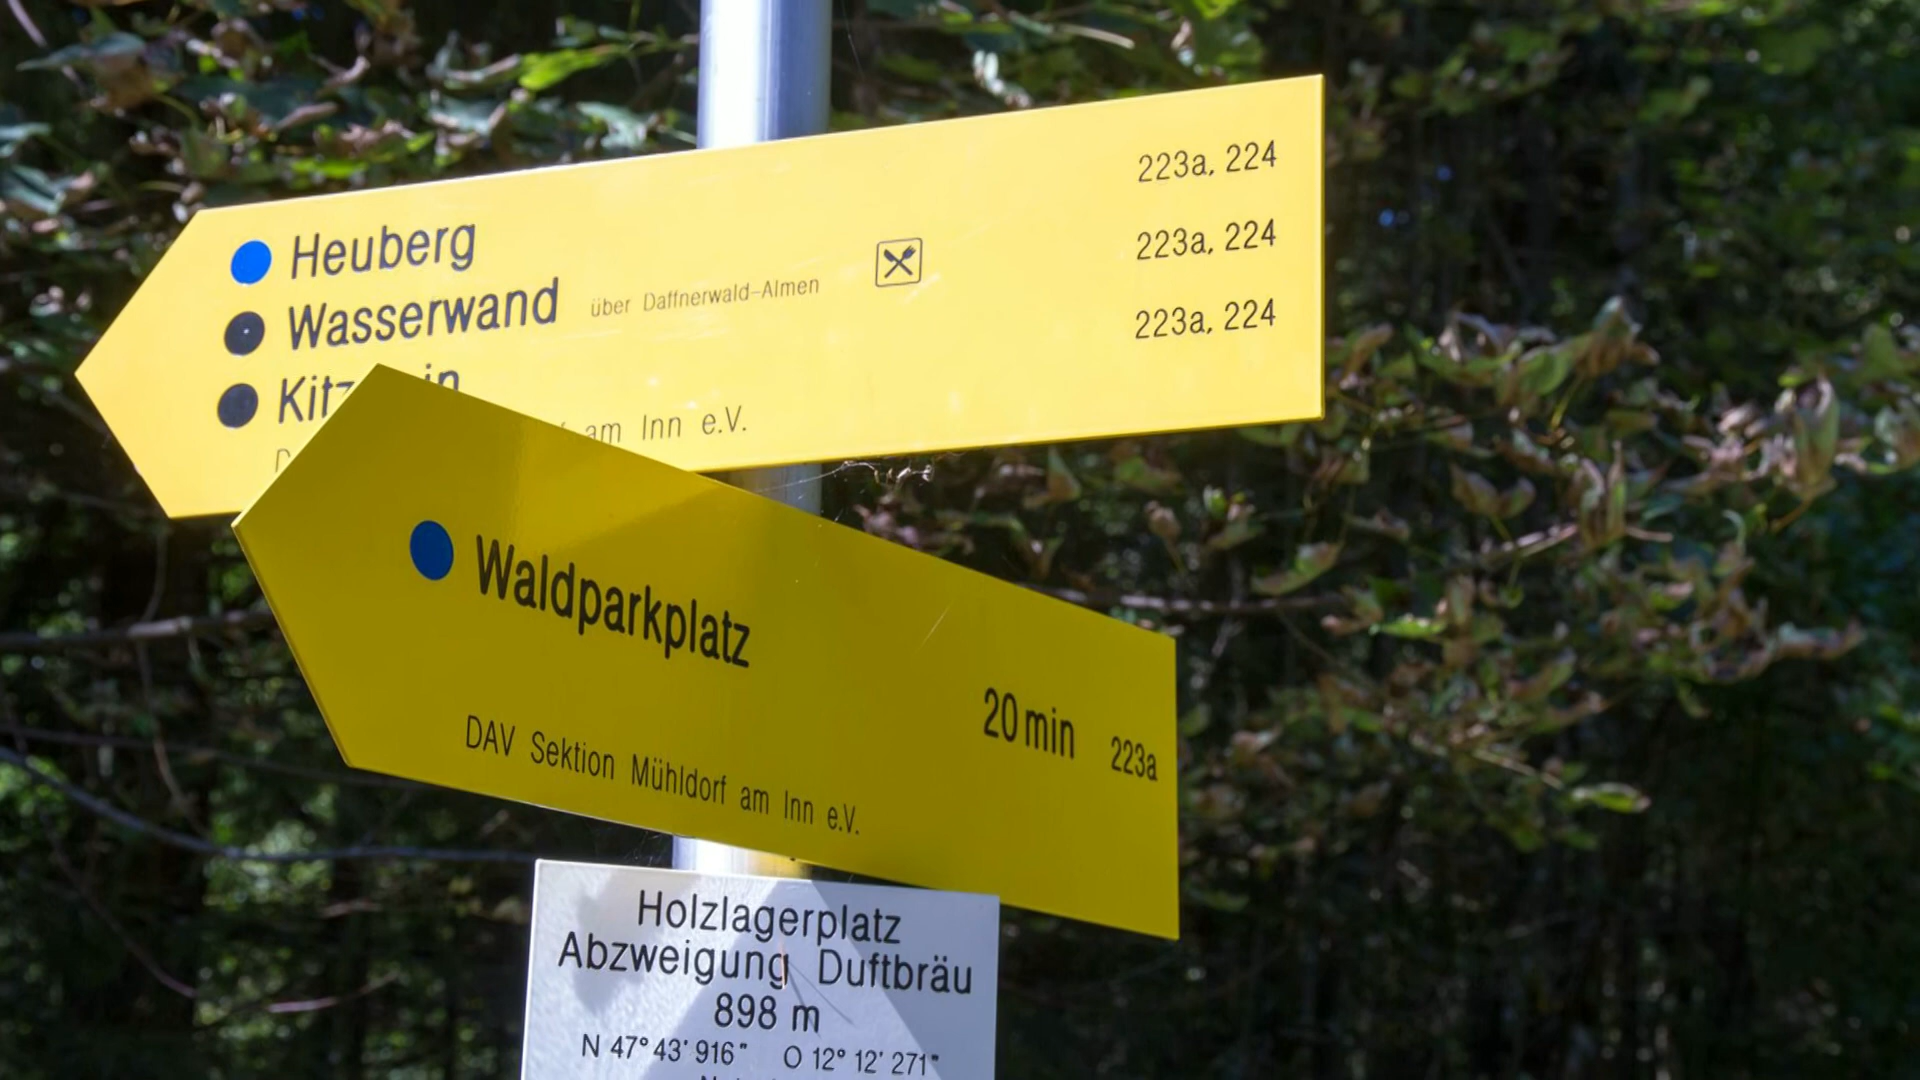 Heuberg 223a, 224
Wasserwand über Daffnerwald-Almen 223a, 224
223a, 224
am Inn e.V.
Waldparkplatz
20 min 223a
DAV Sektion Mühldorf am Inn e.V.
Holzlagerplatz
Abzweigung Duftbräu
898 m
N 47° 43' 916" O 12° 12' 271"